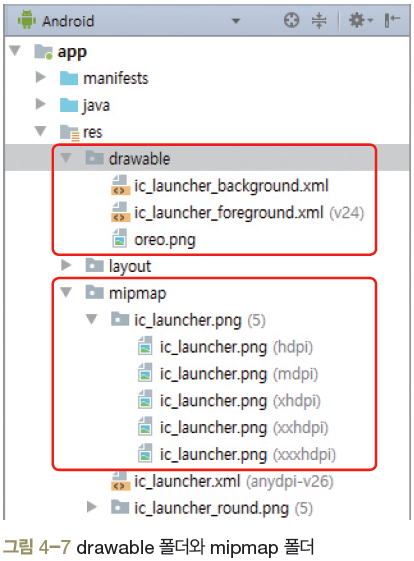 Android
app
manifests
java
res
drawable
ic_launcher_background.xml
ic_launcher_foreground.xml (v24)
oreo.png
layout
mipmap
ic_launcher.png (5)
ic_launcher.png (hdpi)
ic_launcher.png (mdpi)
ic_launcher.png (xhdpi)
ic_launcher.png (xxhdpi)
ic_launcher.png (xxxhdpi)
ic_launcher.xml (anydpi-v26)
ic_launcher_round.png (5)
그림 4-7 drawable 폴더와 mipmap 폴더